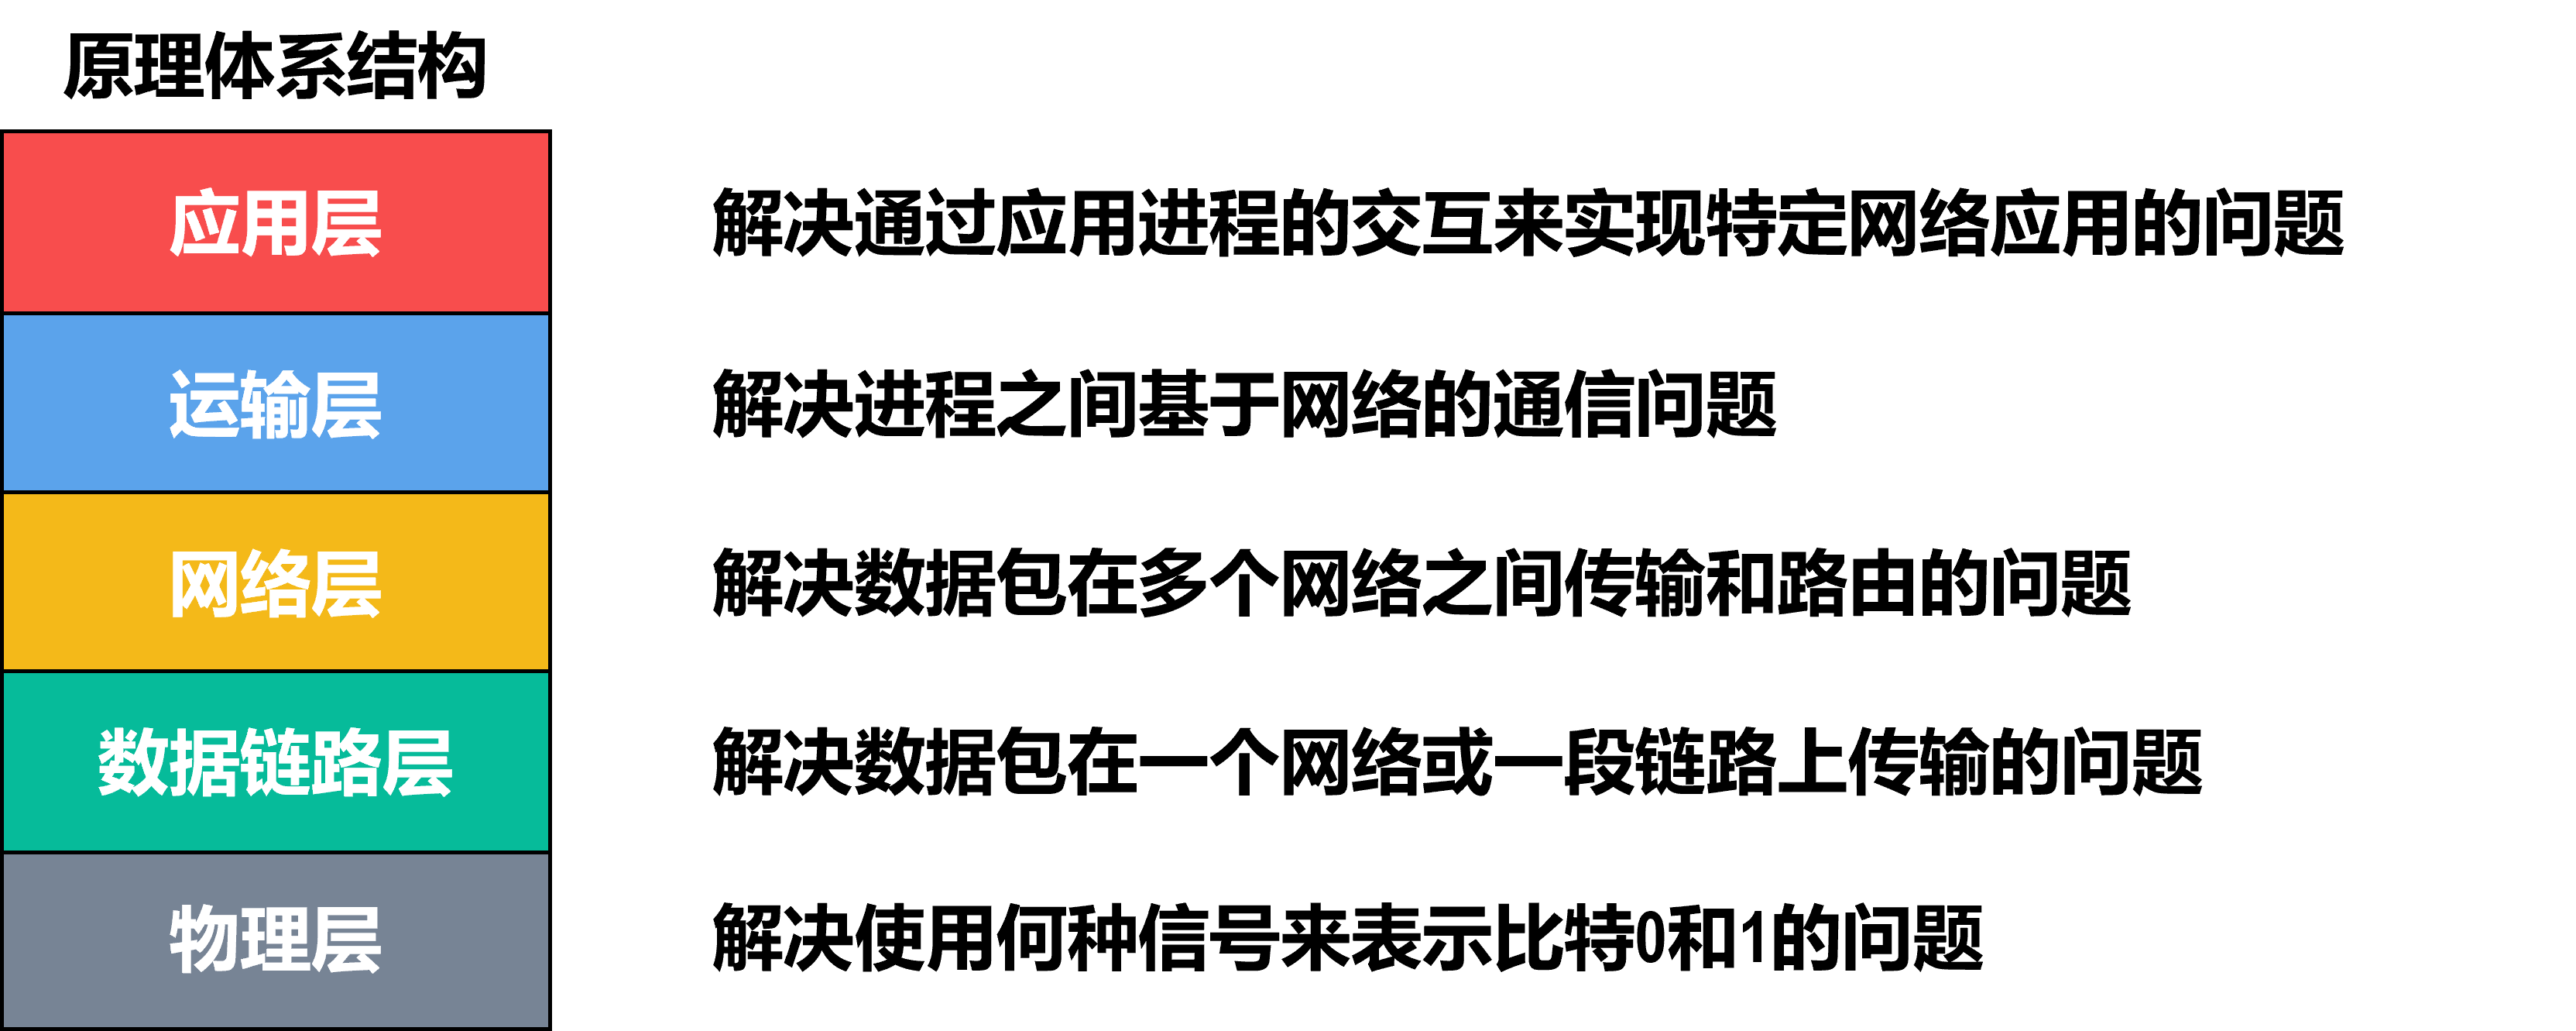 原理体系结构
应用层
解决通过应用进程的交互来实现特定网络应用的问题
运输层
解决进程之间基于网络的通信问题
网络层
解决数据包在多个网络之间传输和路由的问题
数据链路层
解决数据包在一个网络或一段链路上传输的问题
物理层
解决使用何种信号来表示比特0和1的问题